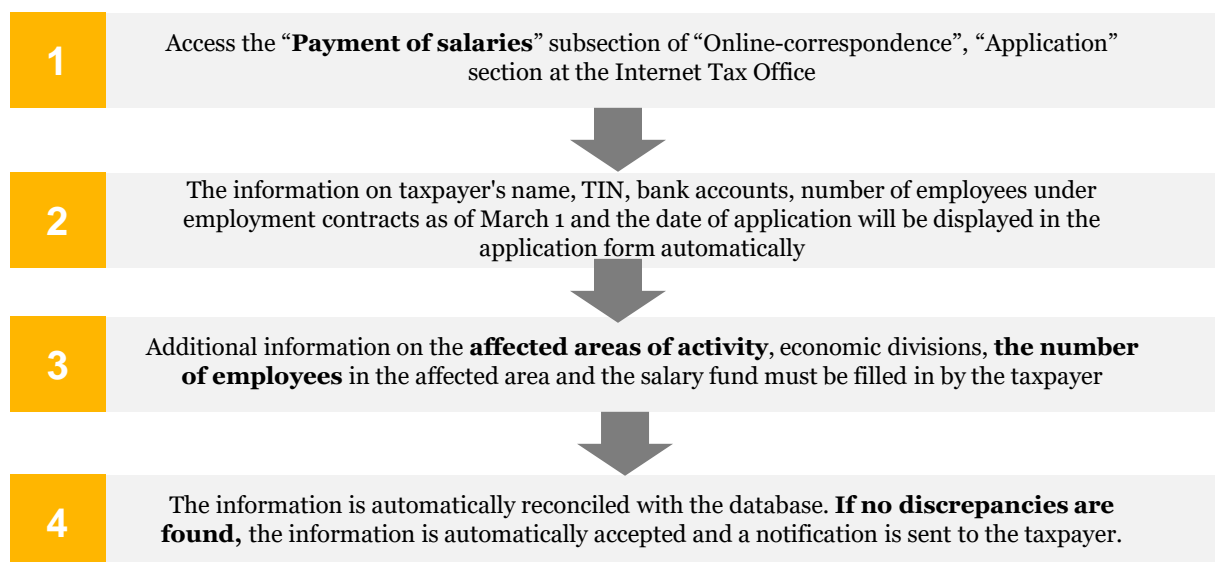 1
Access the “Payment of salaries” subsection of “Online-correspondence”, “Application”
section at the Internet Tax Office
2
The information on taxpayer's name, TIN, bank accounts, number of employees under
employment contracts as of March 1 and the date of application will be displayed in the
application form automatically
3
Additional information on the affected areas of activity, economic divisions, the number
of employees in the affected area and the salary fund must be filled in by the taxpayer
4
The information is automatically reconciled with the database. If no discrepancies are
found, the information is automatically accepted and a notification is sent to the taxpayer.